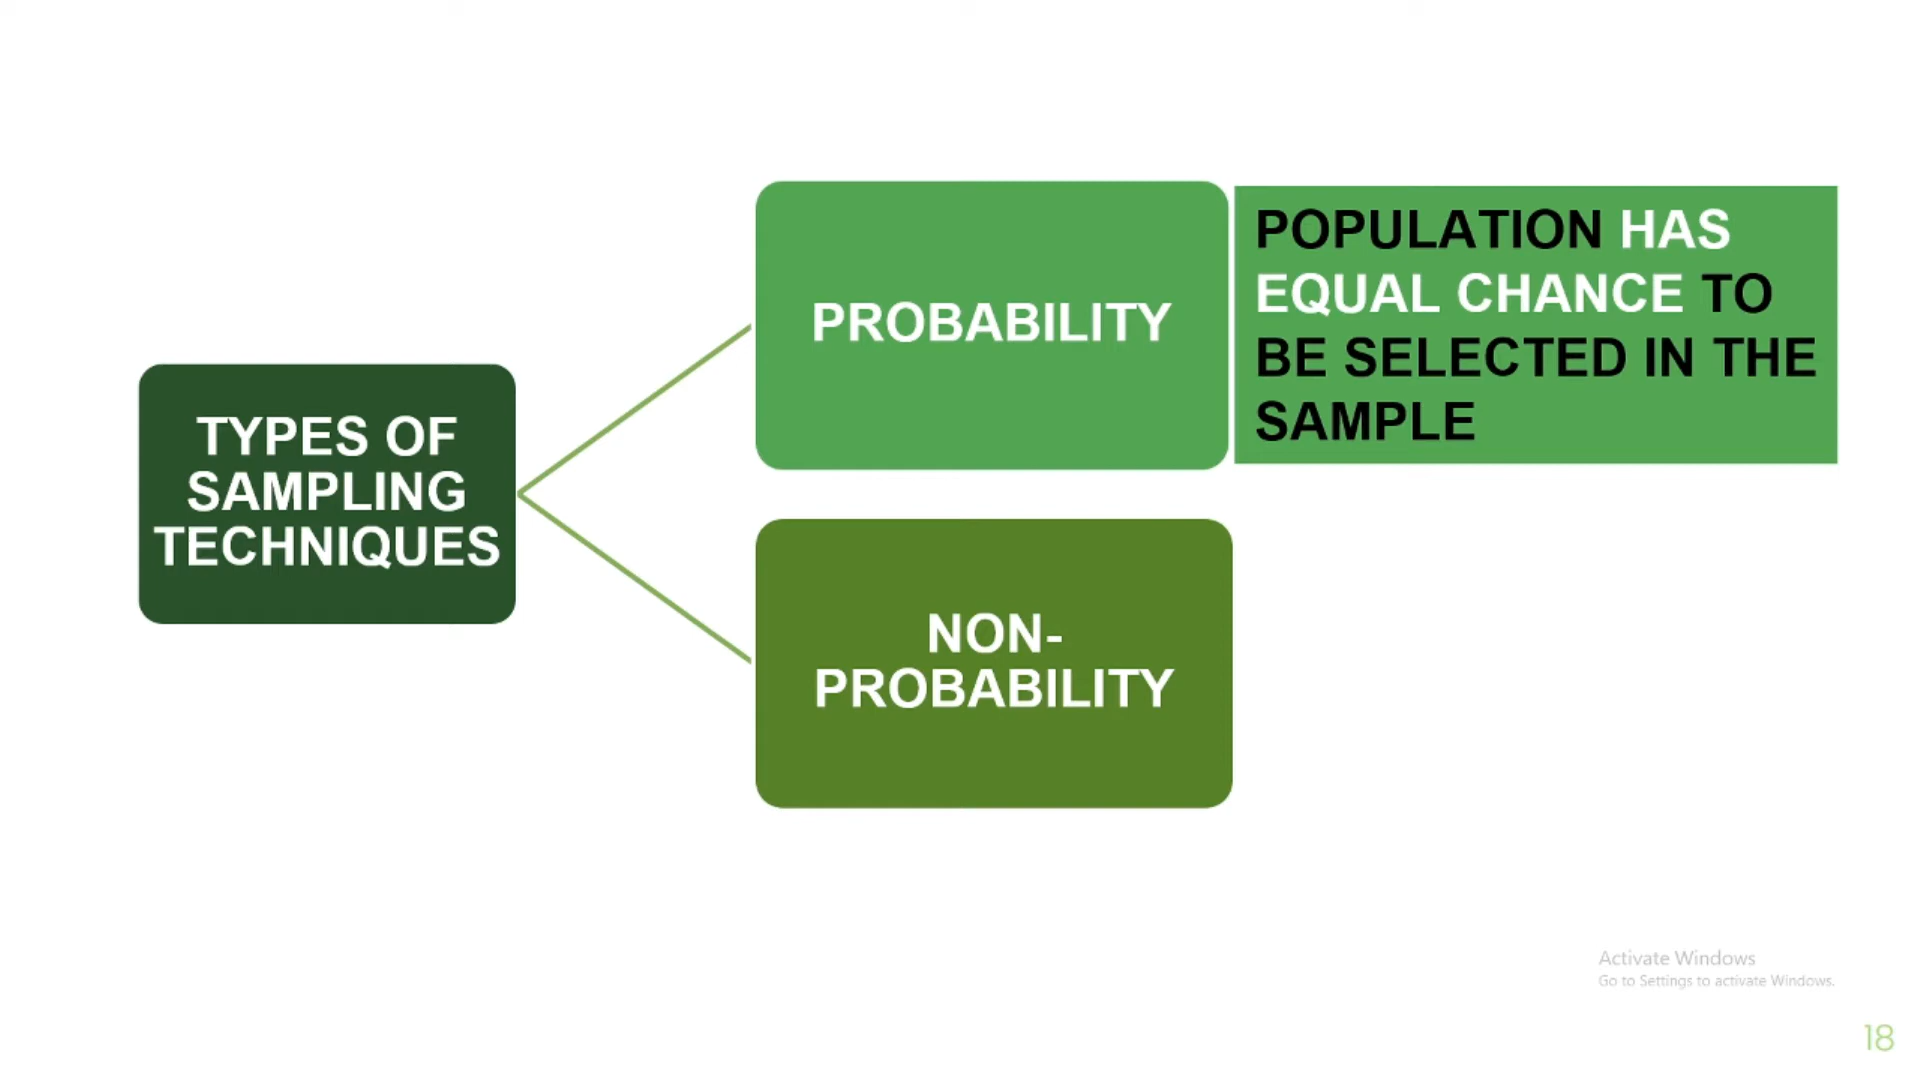 TYPES OF
SAMPLING
TECHNIQUES
PROBABILITY
POPULATION HAS
EQUAL CHANCE TO
BE SELECTED IN THE
SAMPLE
NON-
PROBABILITY
Activate Windows
Go to Settings to activate Windows.
18